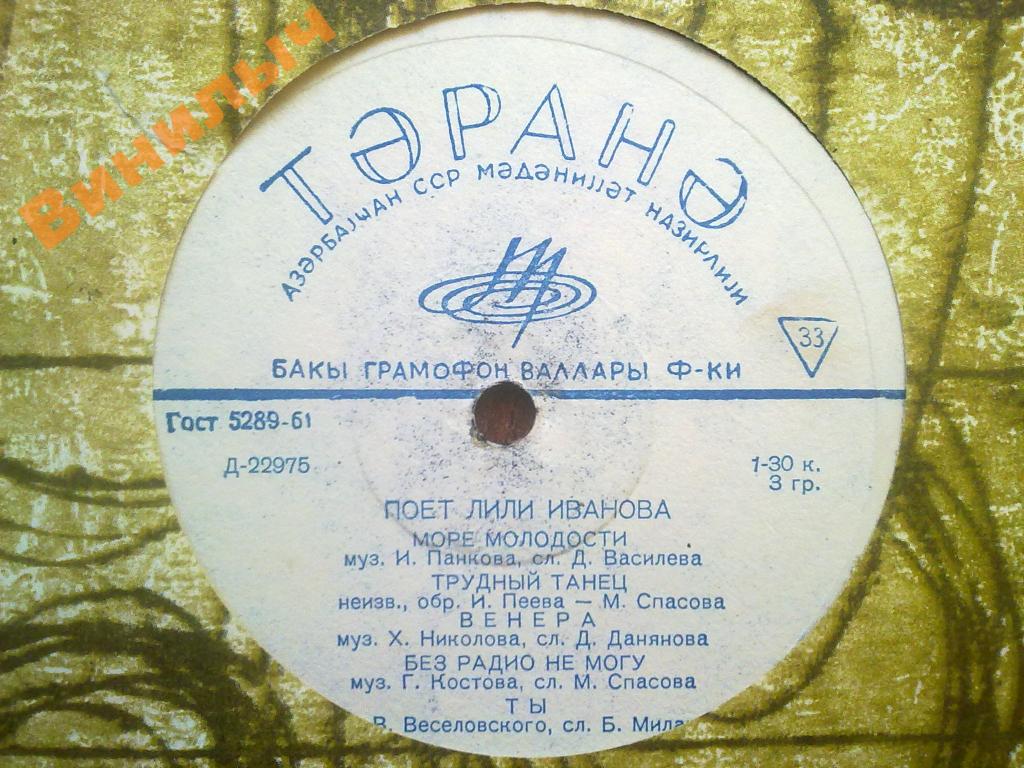 Винилыч
ТӘРАНӘ
АЗӘРБАЈҸАН ССР МӘДӘНИЈЈӘТ НАЗИРЛИЈИ
33
БАКЫ ГРАМОФОН ВАЛЛАРЫ Ф-КИ
Гост 5289-61
Д-22975
1-30 к.
3 гр.
ПОЕТ ЛИЛИ ИВАНОВА
МОРЕ МОЛОДОСТИ
муз. И. Панкова, сл. Д. Василева
ТРУДНЫЙ ТАНЕЦ
неизв., обр. И. Пеева — М. Спасова
ВЕНЕРА
муз. Х. Николова, сл. Д. Данянова
БЕЗ РАДИО НЕ МОГУ
муз. Г. Костова, сл. М. Спасова
ТЫ
В. Веселовского, сл. Б.